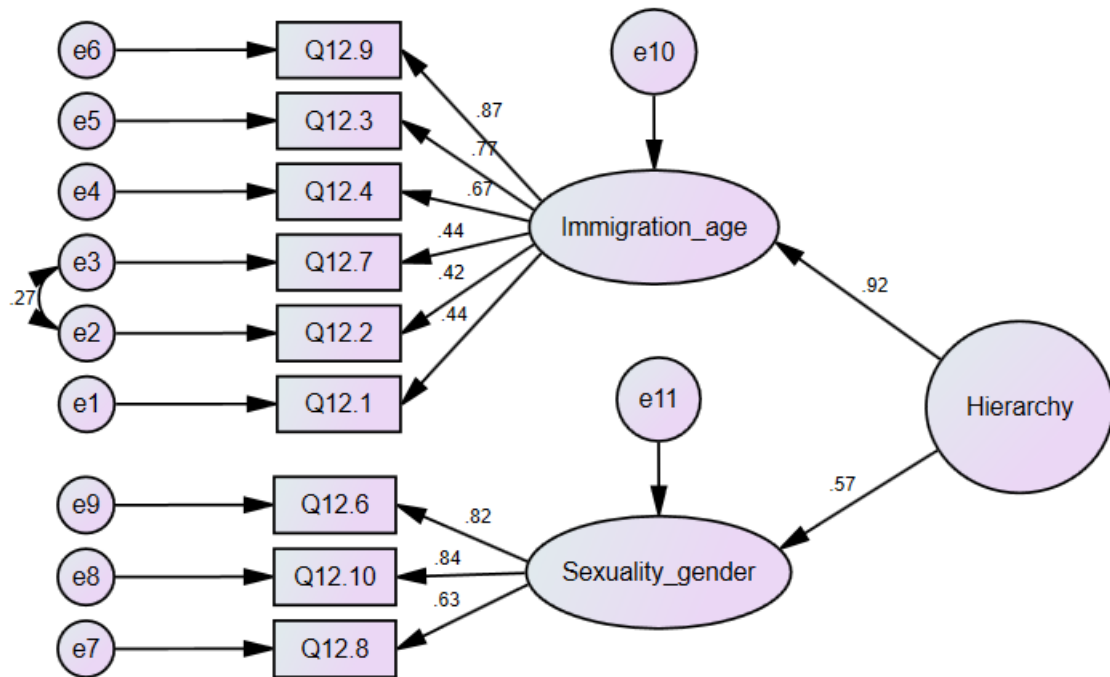 e6
Q12.9
e10
.87
e5
Q12.3
.77
e4
Q12.4
.67
Immigration_age
.44
e3
Q12.7
.27
.42
.92
e2
Q12.2
.44
e1
Q12.1
e11
Hierarchy
e9
Q12.6
.82
.57
e8
Q12.10
.84
Sexuality_gender
.63
e7
Q12.8